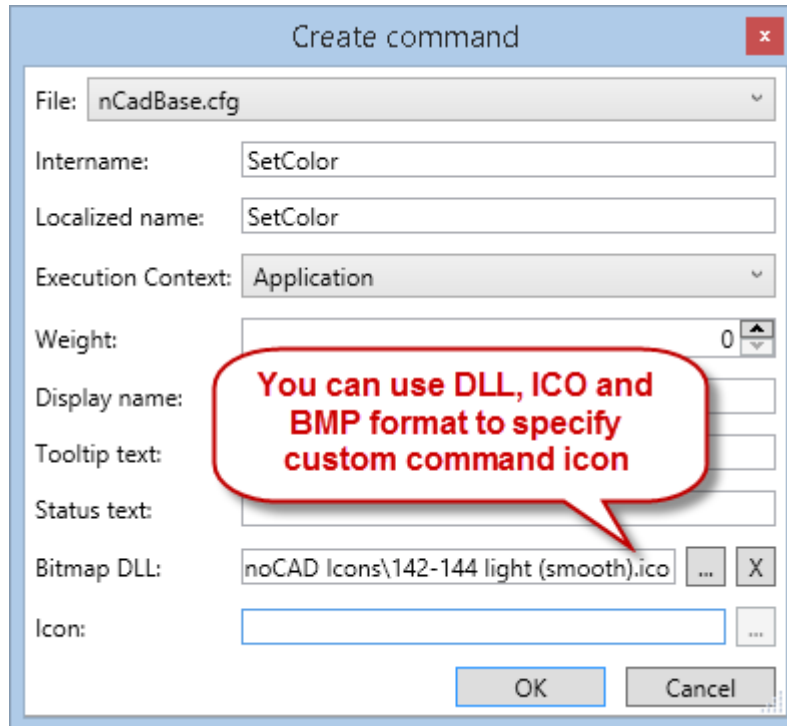 Create command
x
File: nCadBase.cfg
Intername: SetColor
Localized name: SetColor
Execution Context: Application
Weight: 0
Display name:
You can use DLL, ICO and
BMP format to specify
custom command icon
Tooltip text:
Status text:
Bitmap DLL: noCAD Icons\142-144 light (smooth).ico ... X
Icon: ...
OK Cancel